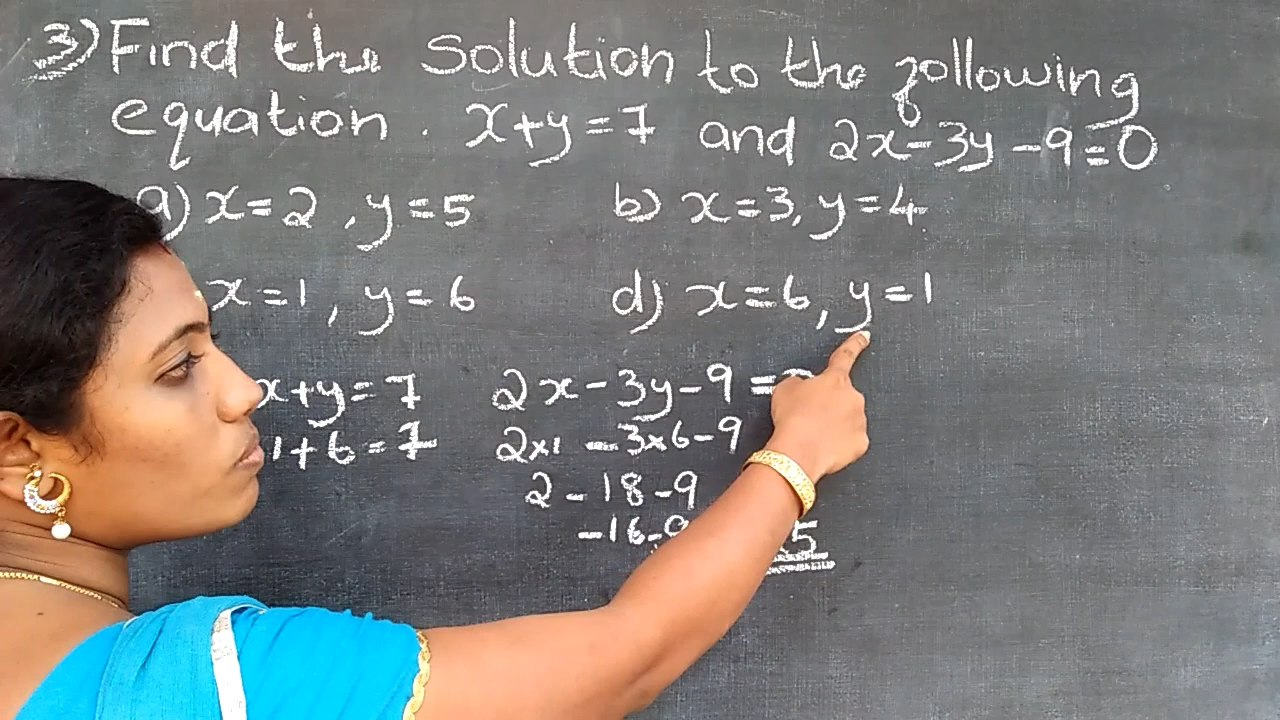 3) Find the solution to the following
equation. x+y=7 and 2x-3y-9=0
a) x=2, y=5 b) x=3, y=4
x=1, y=6 d) x=6, y=1
x+y=7 2x-3y-9=
1+6=7 2x1 -3x6-9
2-18-9
-16-9 25